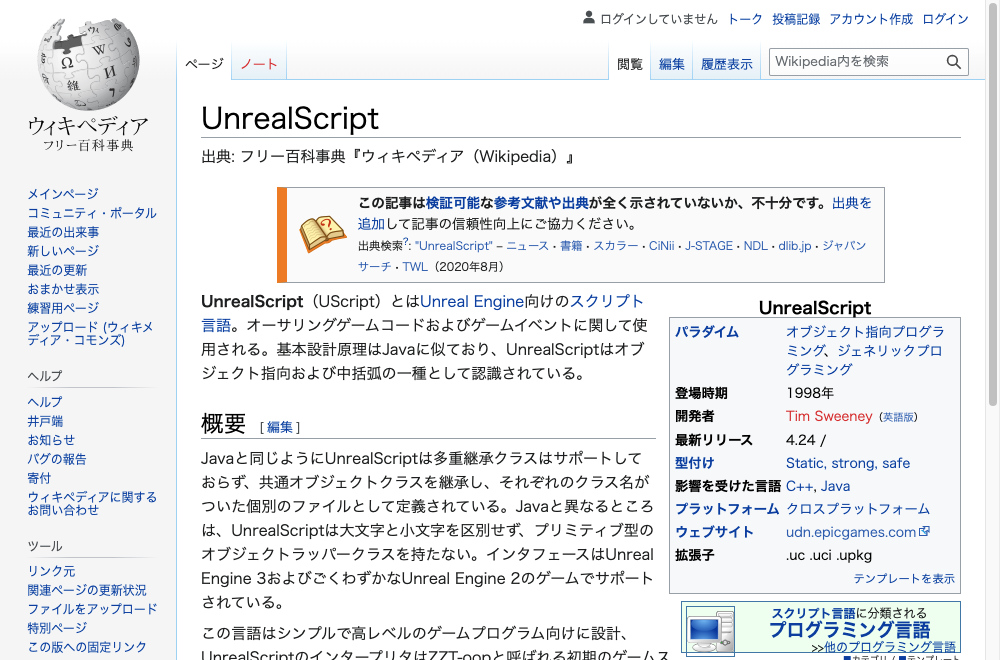 ログインしていません トーク 投稿記録 アカウント作成 ログイン
ページ ノート 閲覧 編集 履歴表示 Wikipedia内を検索
ウィキペディア
フリー百科事典
メインページ
コミュニティ・ポータル
最近の出来事
新しいページ
最近の更新
おまかせ表示
練習用ページ
アップロード (ウィキメ
ディア・コモンズ)
ヘルプ
ヘルプ
井戸端
お知らせ
バグの報告
寄付
ウィキペディアに関する
お問い合わせ
ツール
リンク元
関連ページの更新状況
ファイルをアップロード
特別ページ
この版への固定リンク
UnrealScript
出典: フリー百科事典『ウィキペディア（Wikipedia）』
この記事は検証可能な参考文献や出典が全く示されていないか、不十分です。出典を
追加して記事の信頼性向上にご協力ください。
出典検索?: "UnrealScript" – ニュース · 書籍 · スカラー · CiNii · J-STAGE · NDL · dlib.jp · ジャパン
サーチ · TWL（2020年8月）
UnrealScript（UScript）とはUnreal Engine向けのスクリプト
言語。オーサリングゲームコードおよびゲームイベントに関して使
用される。基本設計原理はJavaに似ており、UnrealScriptはオブ
ジェクト指向および中括弧の一種として認識されている。
概要 [編集]
Javaと同じようにUnrealScriptは多重継承クラスはサポートして
おらず、共通オブジェクトクラスを継承し、それぞれのクラス名が
ついた個別のファイルとして定義されている。Javaと異なるところ
は、UnrealScriptは大文字と小文字を区別せず、プリミティブ型の
オブジェクトラッパークラスを持たない。インタフェースはUnreal
Engine 3およびごくわずかなUnreal Engine 2のゲームでサポート
されている。
この言語はシンプルで高レベルのゲームプログラム向けに設計、
UnrealScriptのインタープリタはZZT-oopと呼ばれる初期のゲームス
UnrealScript
パラダイム オブジェクト指向プログラ
ミング、ジェネリックプロ
グラミング
登場時期 1998年
開発者 Tim Sweeney（英語版）
最新リリース 4.24 /
型付け Static, strong, safe
影響を受けた言語 C++, Java
プラットフォーム クロスプラットフォーム
ウェブサイト udn.epicgames.com
拡張子 .uc .uci .upkg
テンプレートを表示
スクリプト言語に分類される
プログラミング言語
>>他のプログラミング言語
カテゴリ / テンプレート